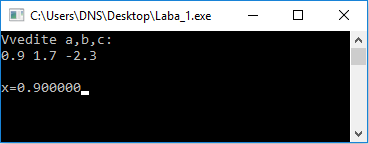 C:\Users\DNS\Desktop\Laba_1.exe
Vvedite a,b,c:
0.9 1.7 -2.3
x=0.900000